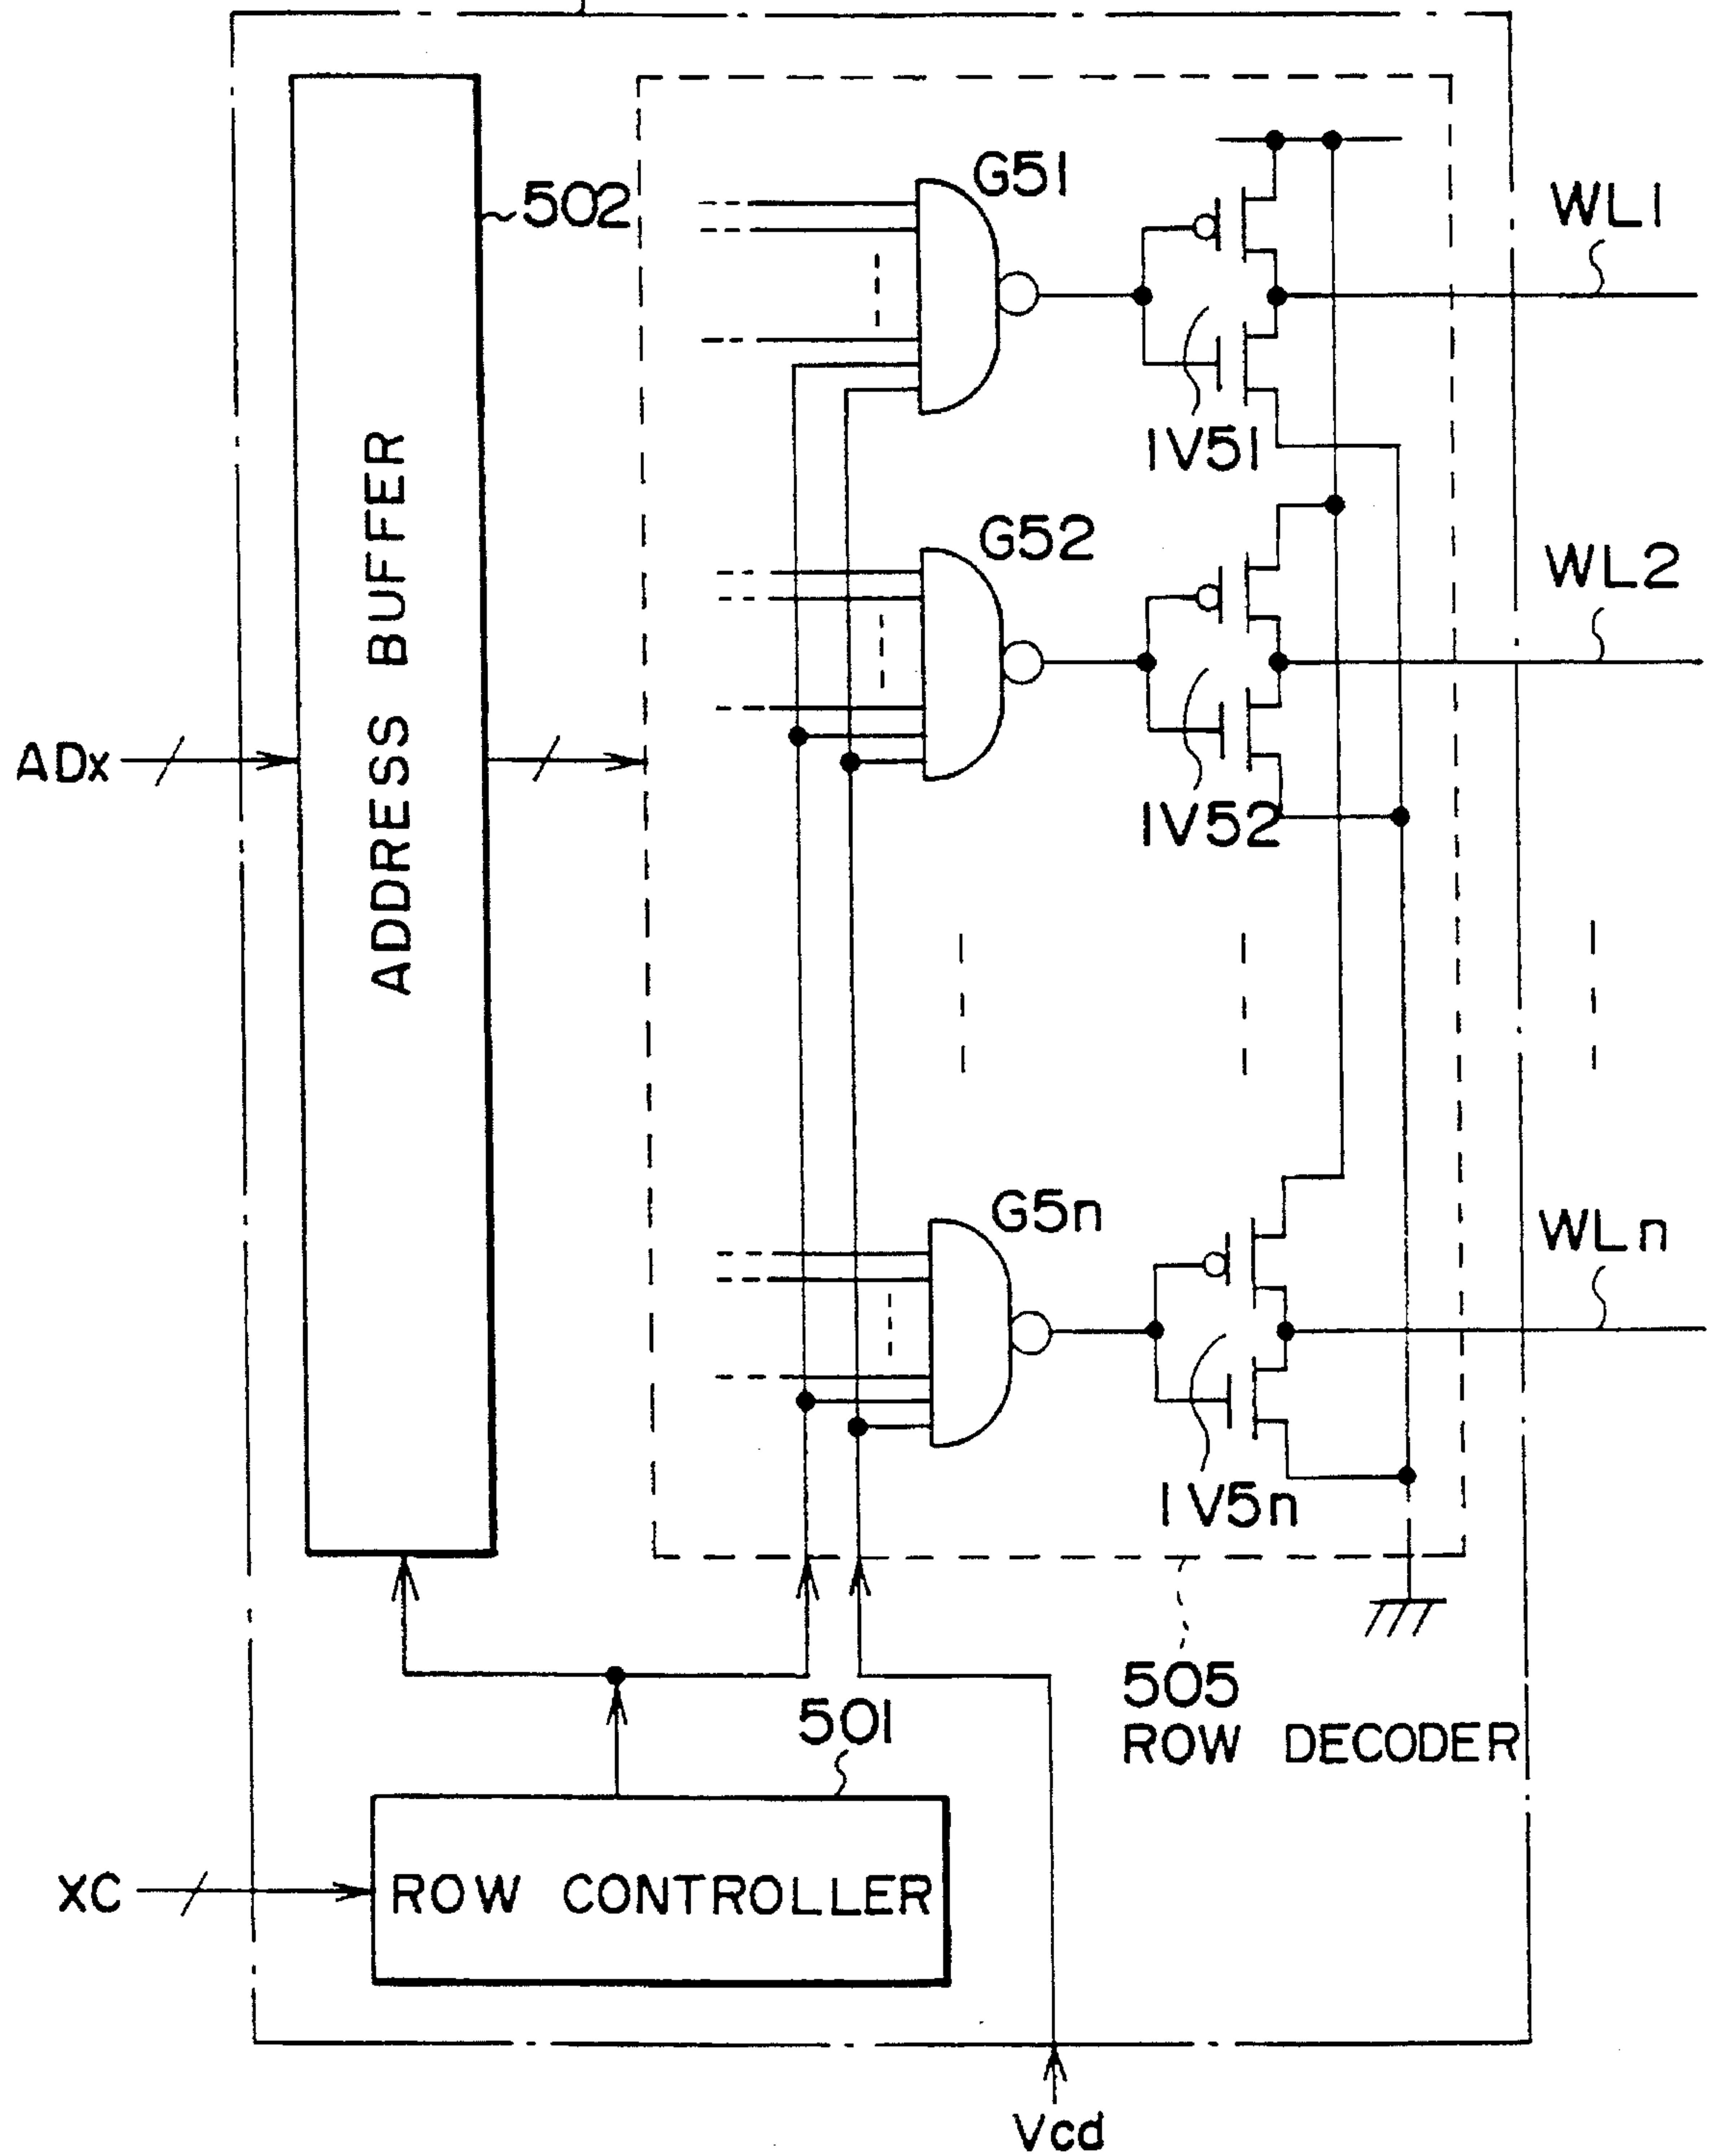 502
G51
WL1
IV51
ADDRESS BUFFER
G52
WL2
ADx
IV52
G5n
WLn
IV5n
505
ROW DECODER
501
XC
ROW CONTROLLER
Vcd